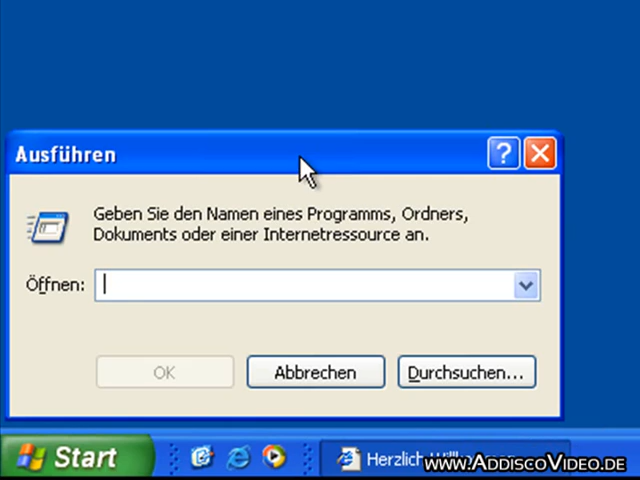 Ausführen
Geben Sie den Namen eines Programms, Ordners,
Dokuments oder einer Internetressource an.
Öffnen:
OK
Abbrechen
Durchsuchen...
Start
Herzlich
www.AddiscoVideo.de